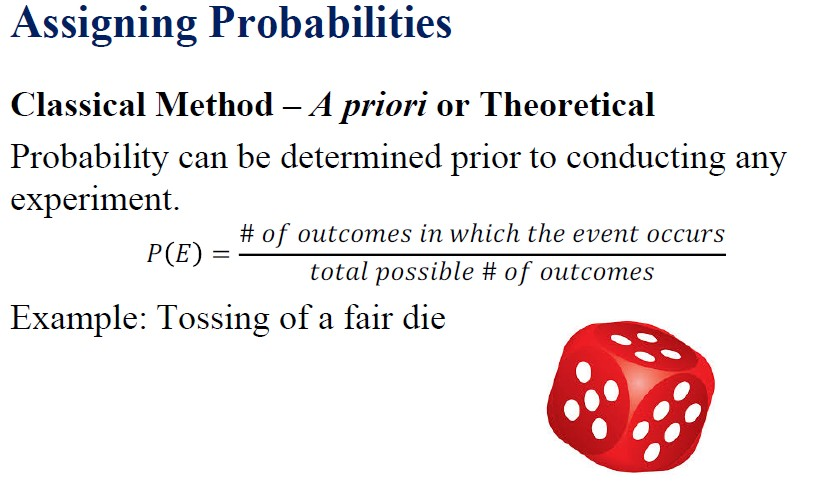 Assigning Probabilities
Classical Method – A priori or Theoretical
Probability can be determined prior to conducting any
experiment.
P(E) = # of outcomes in which the event occurs
total possible # of outcomes
Example: Tossing of a fair die